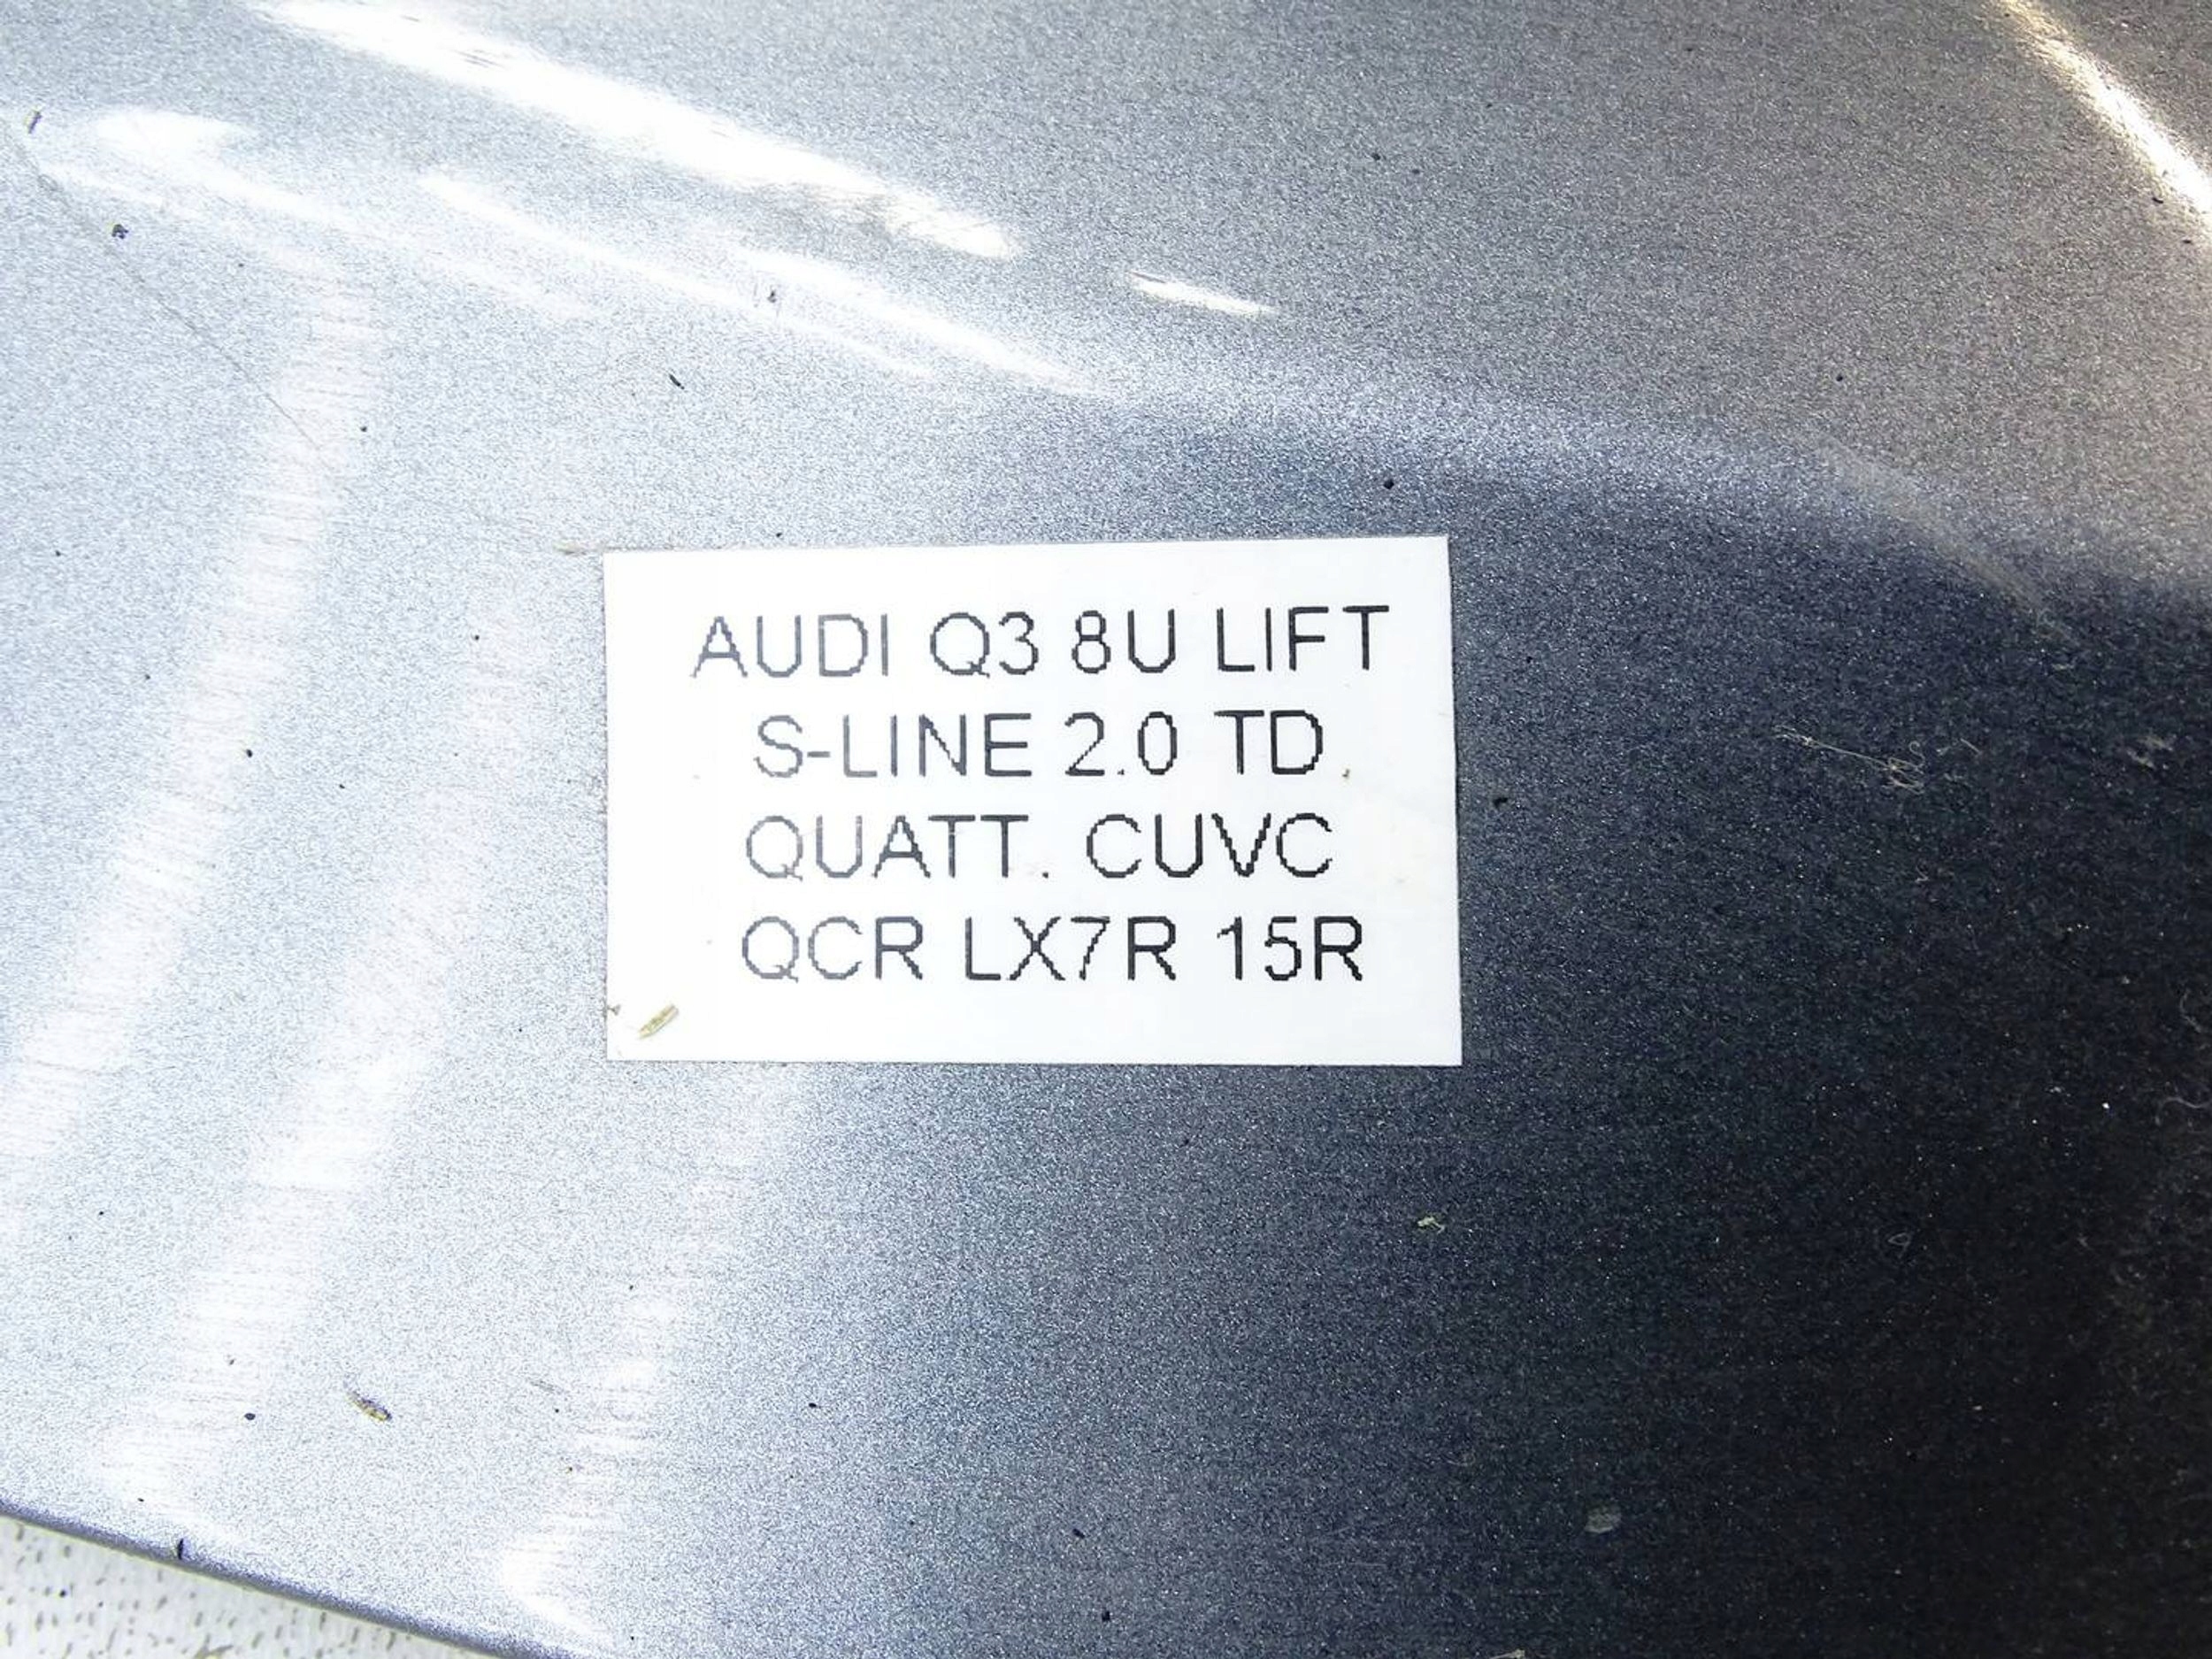 AUDI Q3 8U LIFT
S-LINE 2.0 TD
QUATT. CUVC
QCR LX7R 15R